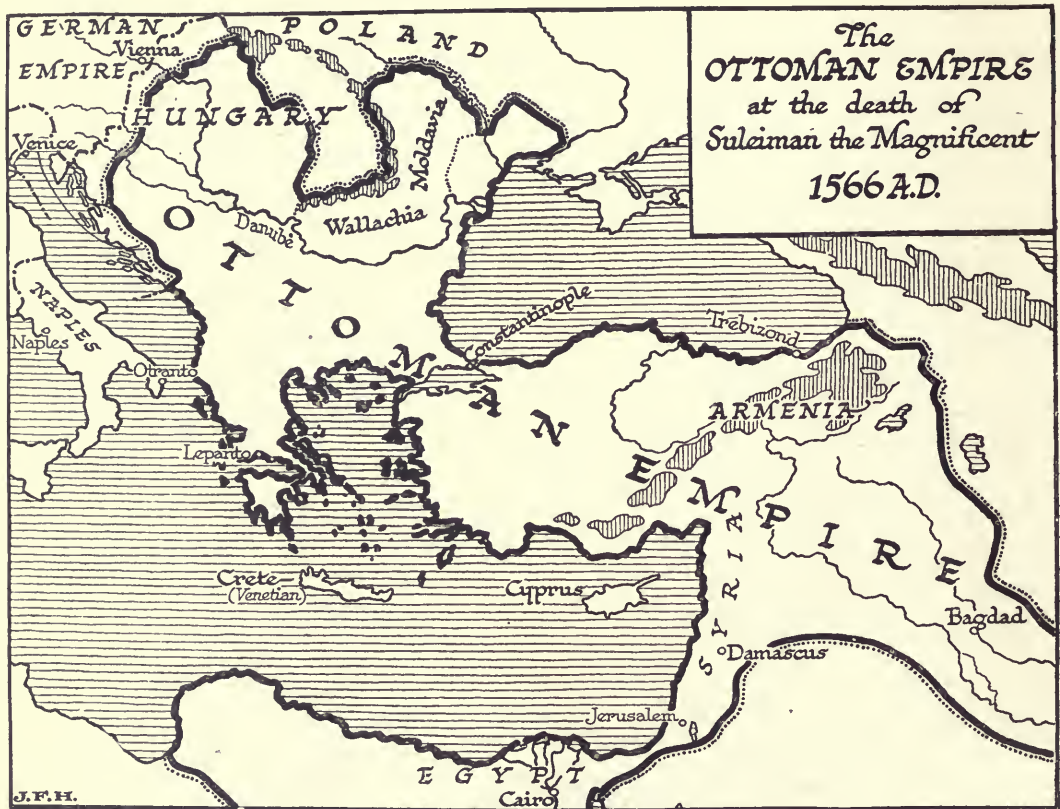 The
OTTOMAN EMPIRE
at the death of
Suleiman the Magnificent
1566 A.D.
GERMAN
EMPIRE
POLAND
Vienna
HUNGARY
Venice
Moldavia
Wallachia
Danube
NAPLES
Naples
Otranto
Constantinople
Trebizond
ARMENIA
OTTOMAN EMPIRE
Lepanto
Crete
(Venetian)
Cyprus
SYRIA
Bagdad
Damascus
Jerusalem
EGYPT
Cairo
J.F.H.